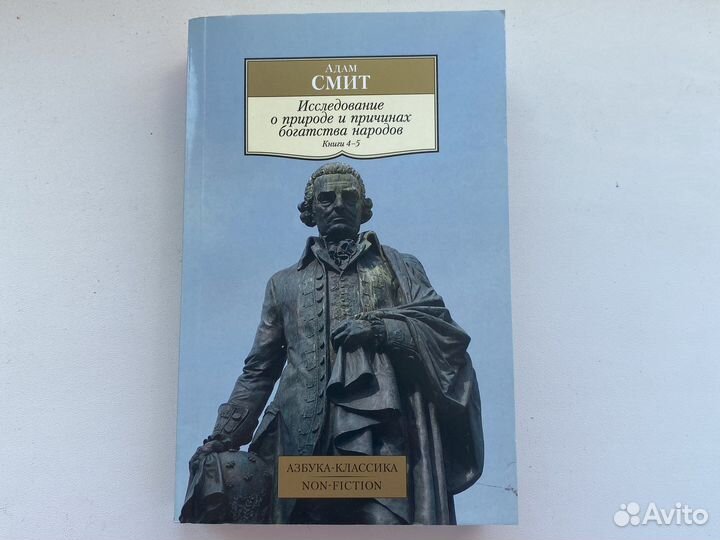 Адам
СМИТ
Исследование
о природе и причинах
богатства народов
Книги 4–5
АЗБУКА-КЛАССИКА
NON-FICTION
Avito